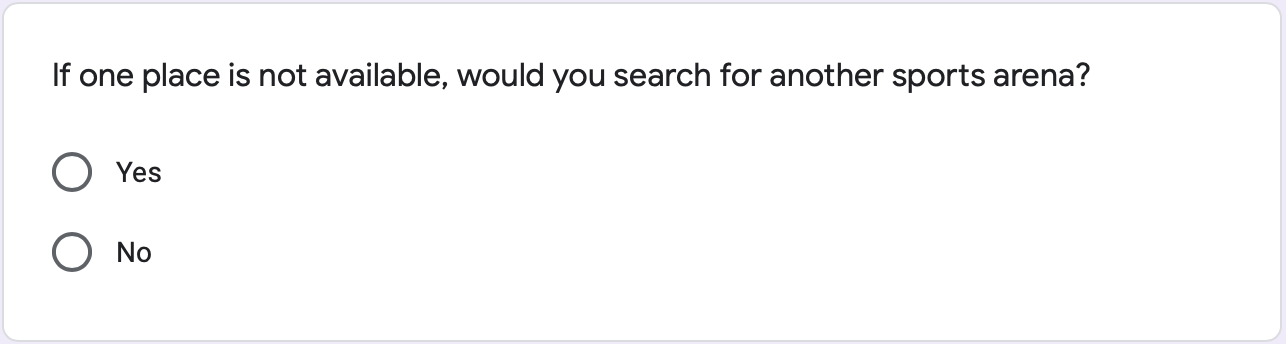 If one place is not available, would you search for another sports arena?
Yes
No